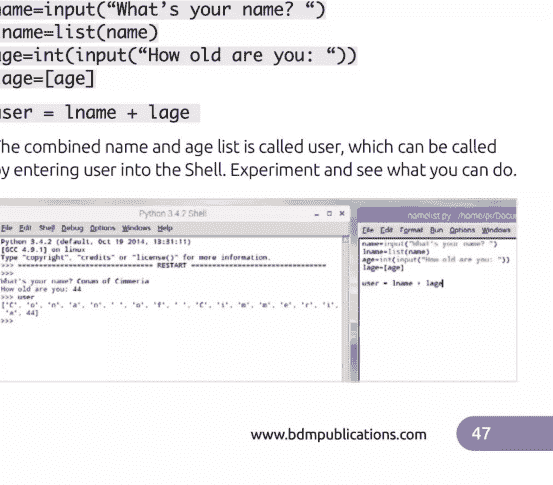 name=input(“What’s your name? “)
name=list(name)
age=int(input(“How old are you: “))
lage=[age]
user = lname + lage
The combined name and age list is called user, which can be called
by entering user into the Shell. Experiment and see what you can do.
Python 3.4.2 Shell
File Edit Shell Debug Options Windows Help
Python 3.4.2 (default, Oct 19 2014, 13:31:11)
[GCC 4.9.1] on linux
Type "copyright", "credits" or "license()" for more information.
>>> ================================ RESTART ================================
>>>
What's your name? Conan of Cimmeria
How old are you: 44
>>> user
['C', 'o', 'n', 'a', 'n', ' ', 'o', 'f', ' ', 'C', 'i', 'm', 'm', 'e', 'r', 'i',
'a', 44]
>>>
namelist.py /home/pi/Docu
File Edit Format Run Options Windows
name=input("What's your name? ")
lname=list(name)
age=int(input("How old are you: "))
lage=[age]
user = lname + lage
www.bdmpublications.com
47